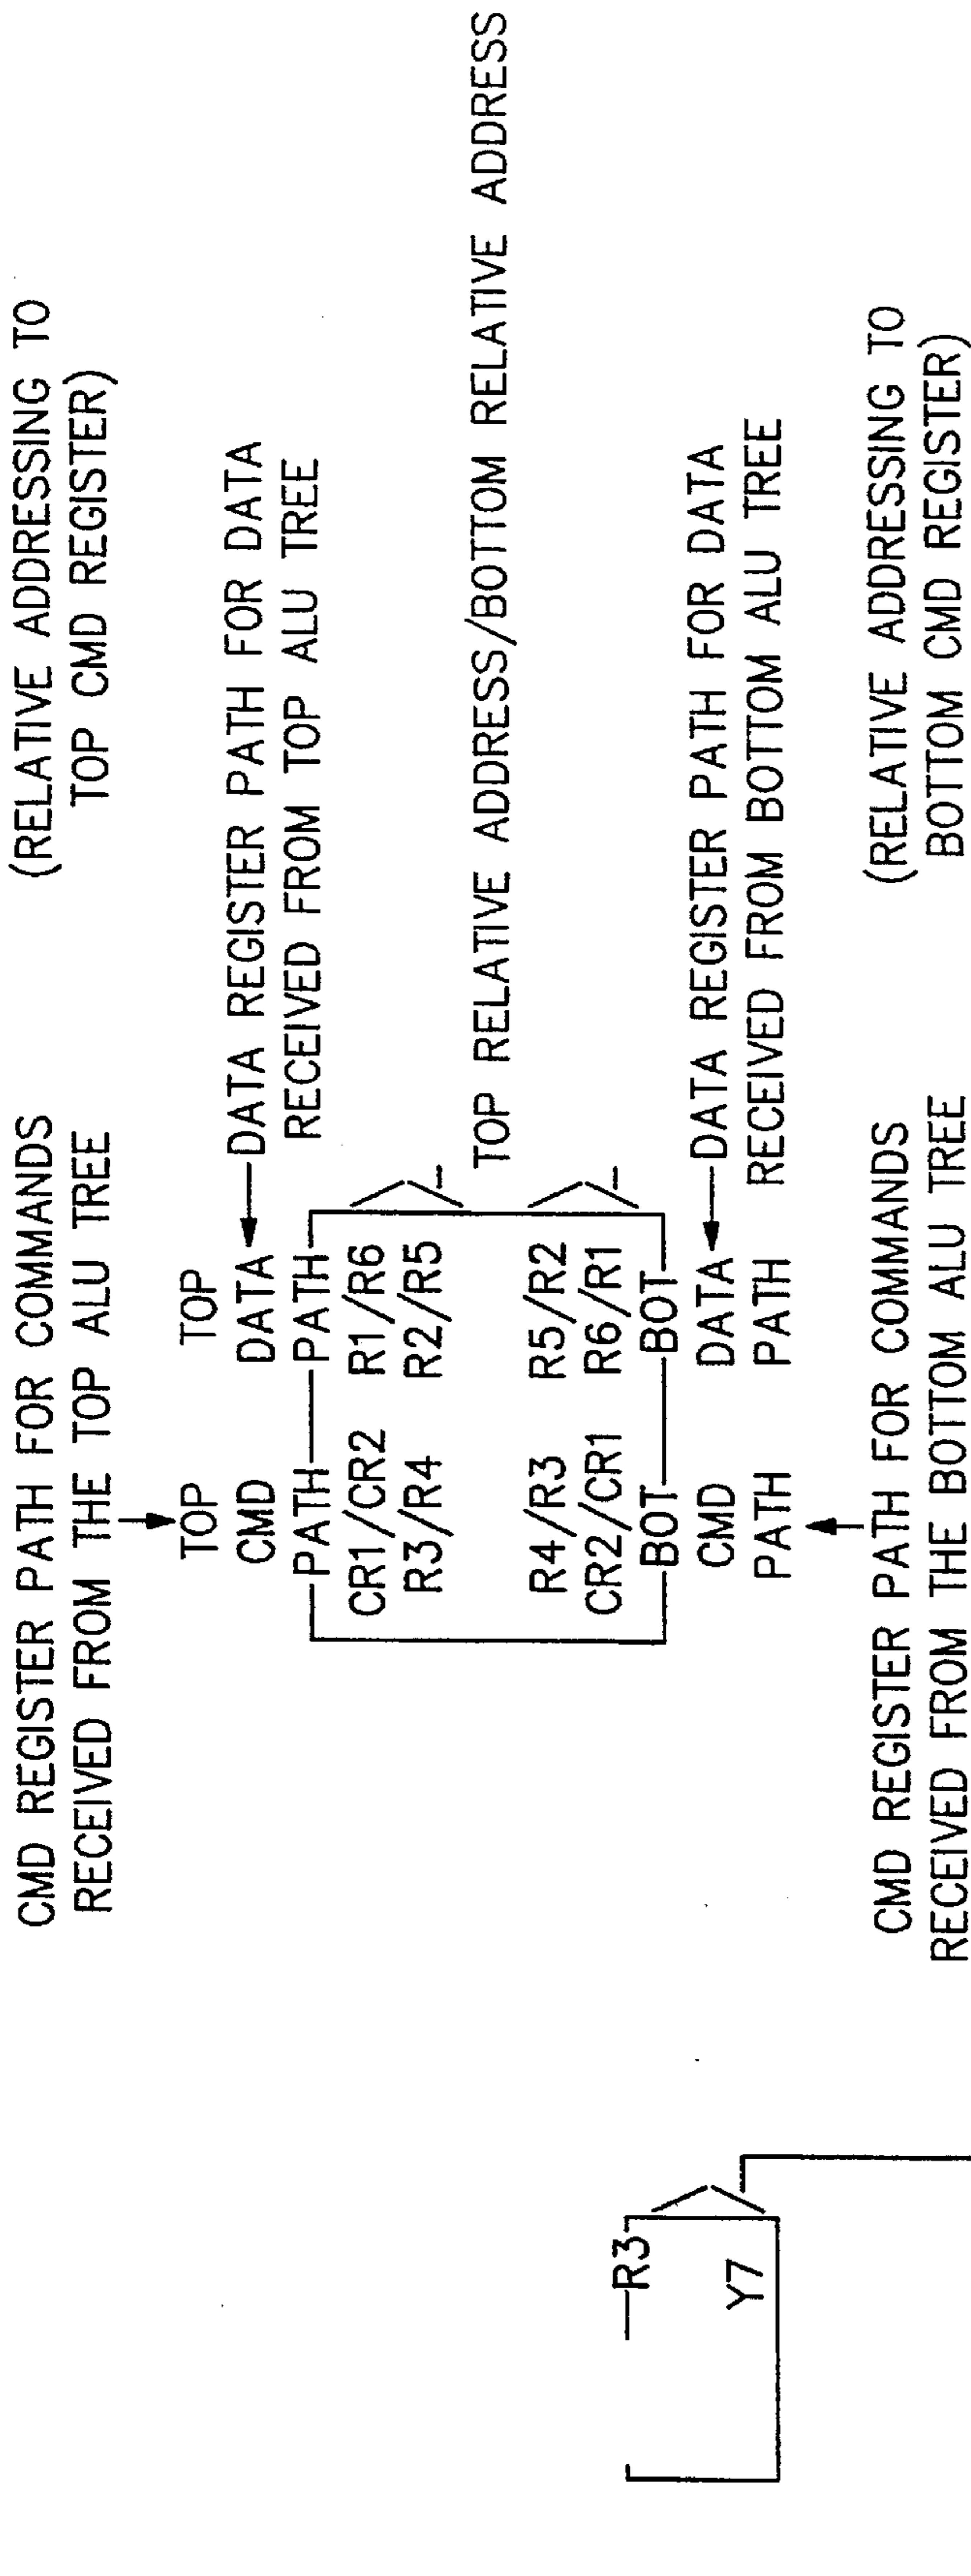 CMD REGISTER PATH FOR COMMANDS
RECEIVED FROM THE TOP ALU TREE
(RELATIVE ADDRESSING TO
TOP CMD REGISTER)
TOP TOP
CMD DATA
PATH PATH
DATA REGISTER PATH FOR DATA
RECEIVED FROM TOP ALU TREE
CR1/CR2 R1/R6
R3/R4 R2/R5
TOP RELATIVE ADDRESS/BOTTOM RELATIVE ADDRESS
R4/R3 R5/R2
CR2/CR1 R6/R1
BOT BOT
CMD DATA
PATH PATH
DATA REGISTER PATH FOR DATA
RECEIVED FROM BOTTOM ALU TREE
R3
Y7
CMD REGISTER PATH FOR COMMANDS
RECEIVED FROM THE BOTTOM ALU TREE
(RELATIVE ADDRESSING TO
BOTTOM CMD REGISTER)